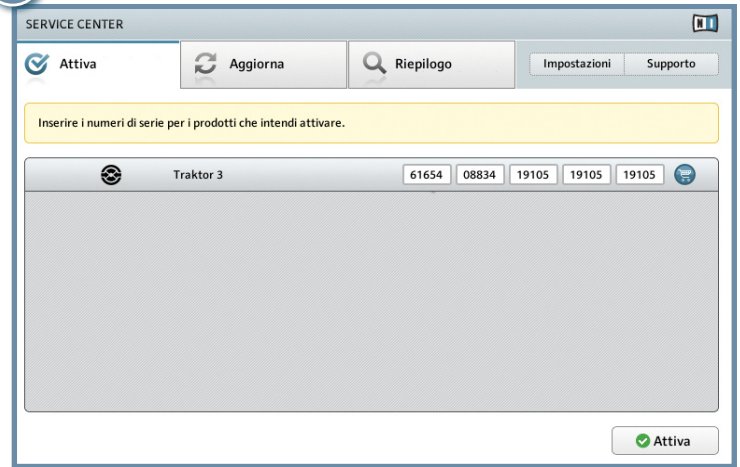 SERVICE CENTER
NI
Attiva
Aggiorna
Riepilogo
Impostazioni
Supporto
Inserire i numeri di serie per i prodotti che intendi attivare.
Traktor 3 61654 08834 19105 19105 19105
Attiva